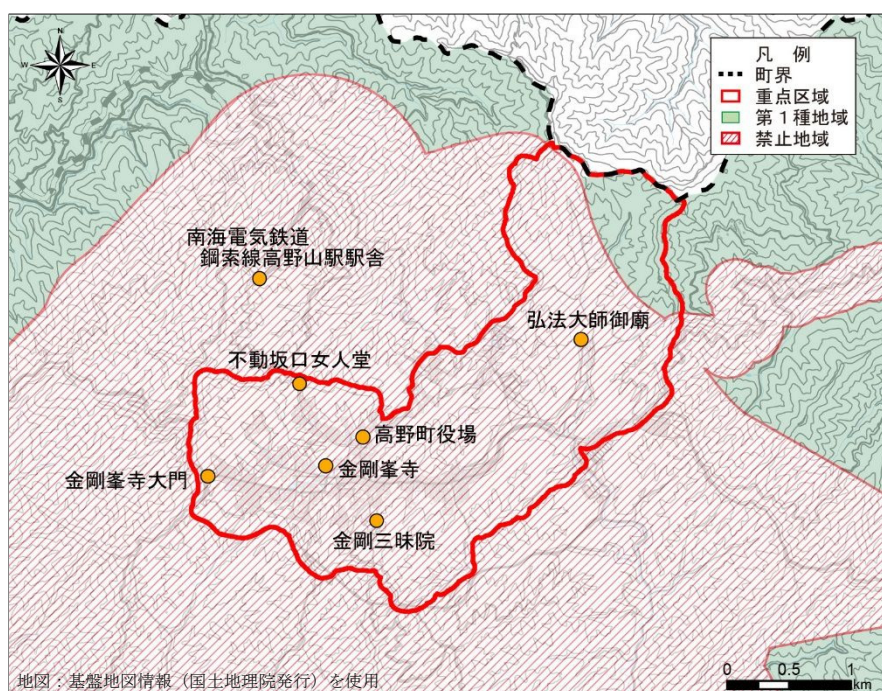 N
W
E
S
凡 例
町界
重点区域
第1種地域
禁止地域
南海電気鉄道
鋼索線高野山駅駅舎
弘法大師御廟
不動坂口女人堂
高野町役場
金剛峯寺
金剛峯寺大門
金剛三昧院
地図:基盤地図情報(国土地理院発行)を使用
0 0.5 1
km